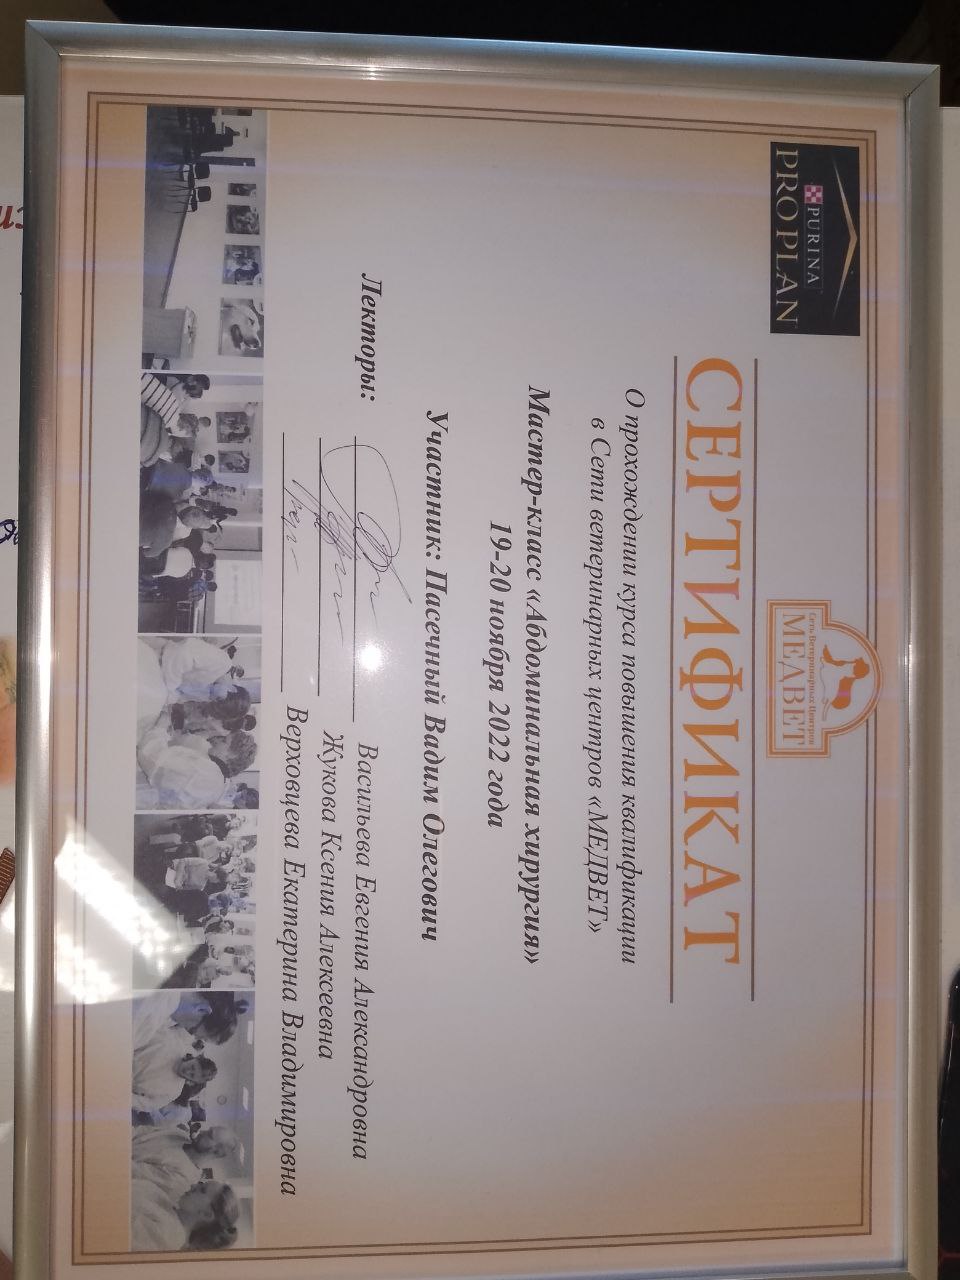 PURINA
PRO PLAN
Сеть Ветеринарных Центров
МЕДВЕТ
СЕРТИФИКАТ
О прохождении курса повышения квалификации
в Сети ветеринарных центров «МЕДВЕТ»
Мастер-класс «Абдоминальная хирургия»
19-20 ноября 2022 года
Участник: Пасечный Вадим Олегович
Лекторы: Васильева Евгения Александровна
Жукова Ксения Алексеевна
Верховцева Екатерина Владимировна